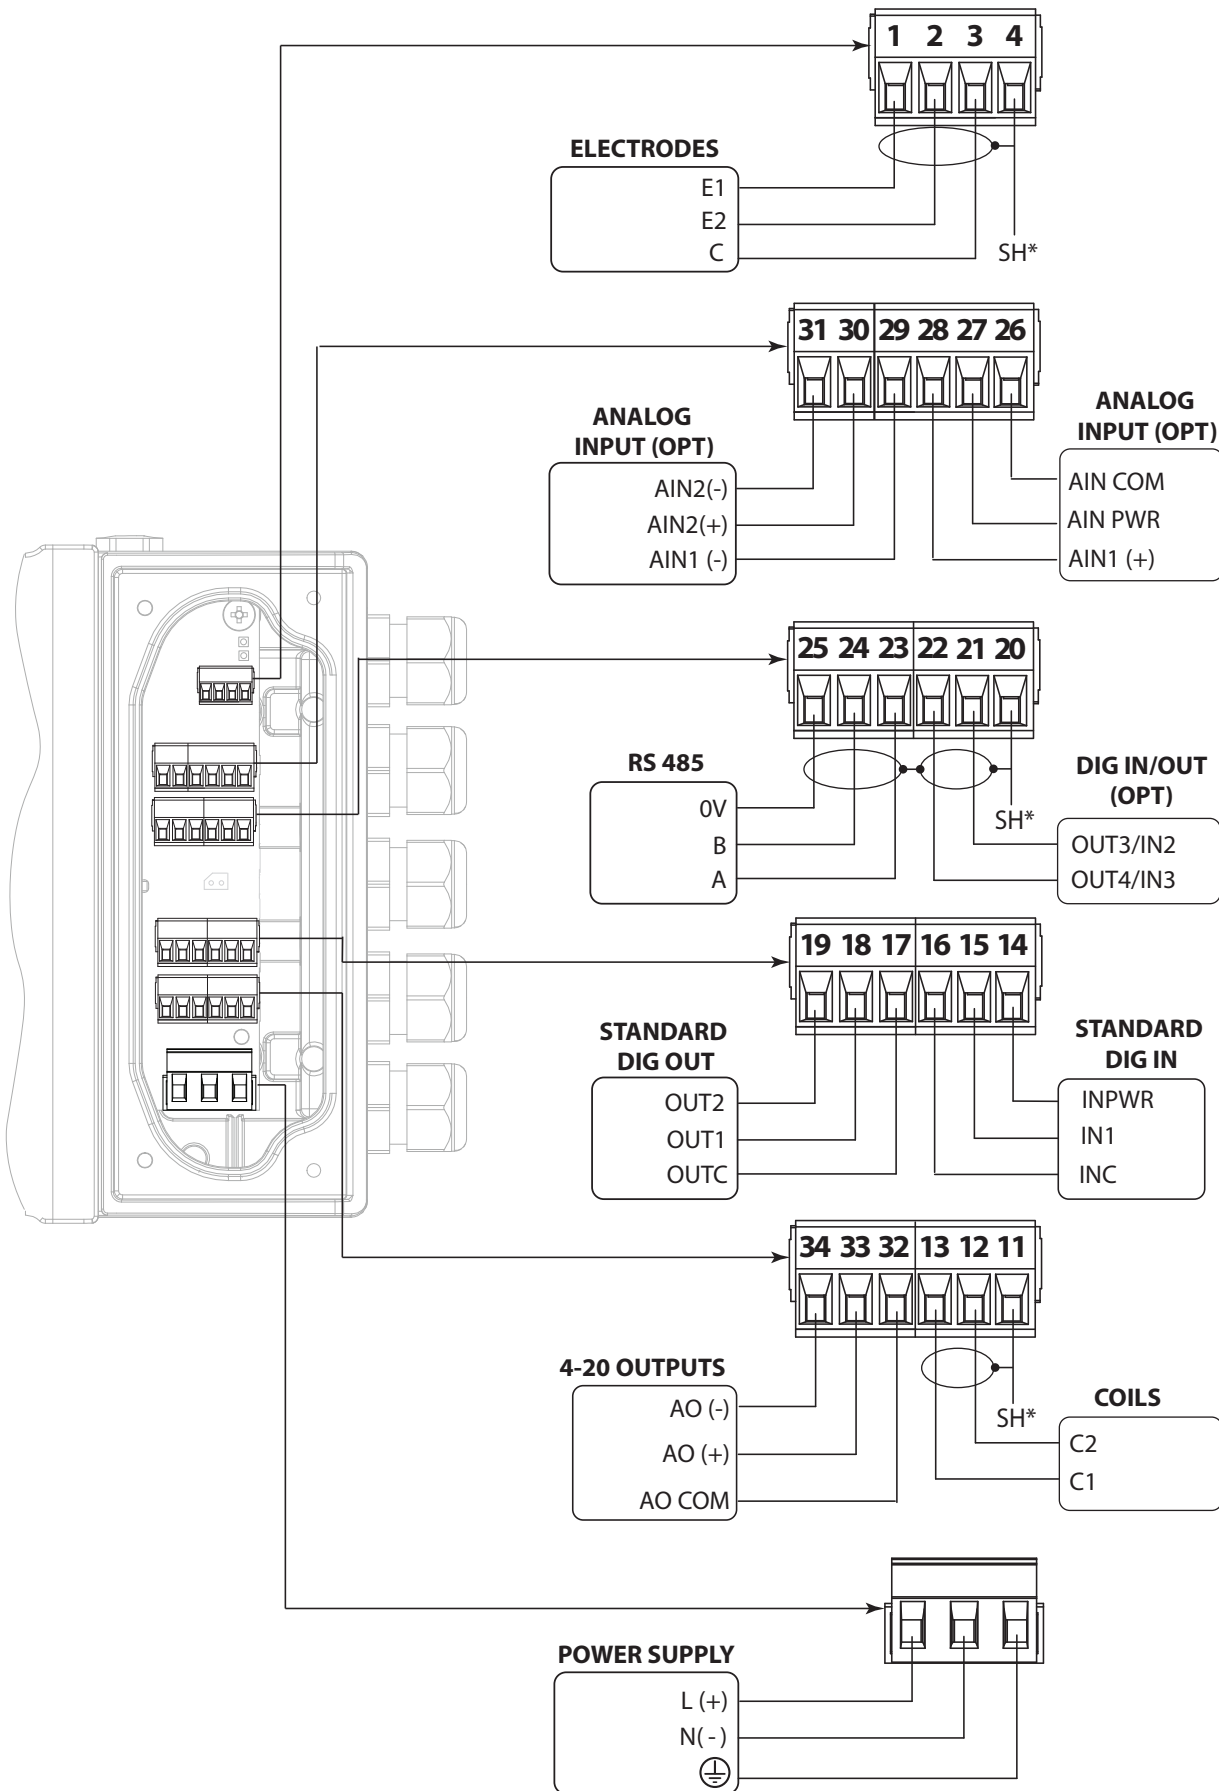 1 2 3 4
ELECTRODES
E1
E2
C
SH*
31 30 29 28 27 26
ANALOG
INPUT (OPT)
AIN2(-)
AIN2(+)
AIN1 (-)
ANALOG
INPUT (OPT)
AIN COM
AIN PWR
AIN1 (+)
25 24 23 22 21 20
RS 485
0V
B
A
SH*
DIG IN/OUT
(OPT)
OUT3/IN2
OUT4/IN3
19 18 17 16 15 14
STANDARD
DIG OUT
OUT2
OUT1
OUTC
STANDARD
DIG IN
INPWR
IN1
INC
34 33 32 13 12 11
4-20 OUTPUTS
AO (-)
AO (+)
AO COM
SH*
COILS
C2
C1
POWER SUPPLY
L (+)
N( - )